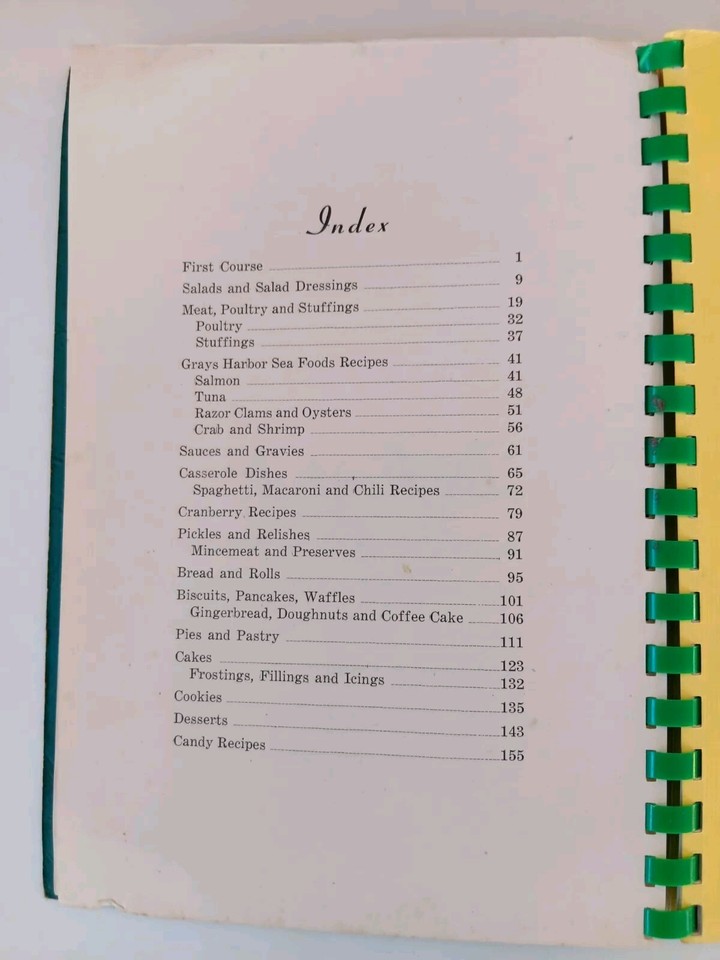 Index
First Course 1
Salads and Salad Dressings 9
Meat, Poultry and Stuffings 19
Poultry 32
Stuffings 37
Grays Harbor Sea Foods Recipes 41
Salmon 41
Tuna 48
Razor Clams and Oysters 51
Crab and Shrimp 56
Sauces and Gravies 61
Casserole Dishes 65
Spaghetti, Macaroni and Chili Recipes 72
Cranberry Recipes 79
Pickles and Relishes 87
Mincemeat and Preserves 91
Bread and Rolls 95
Biscuits, Pancakes, Waffles 101
Gingerbread, Doughnuts and Coffee Cake 106
Pies and Pastry 111
Cakes 123
Frostings, Fillings and Icings 132
Cookies 135
Desserts 143
Candy Recipes 155